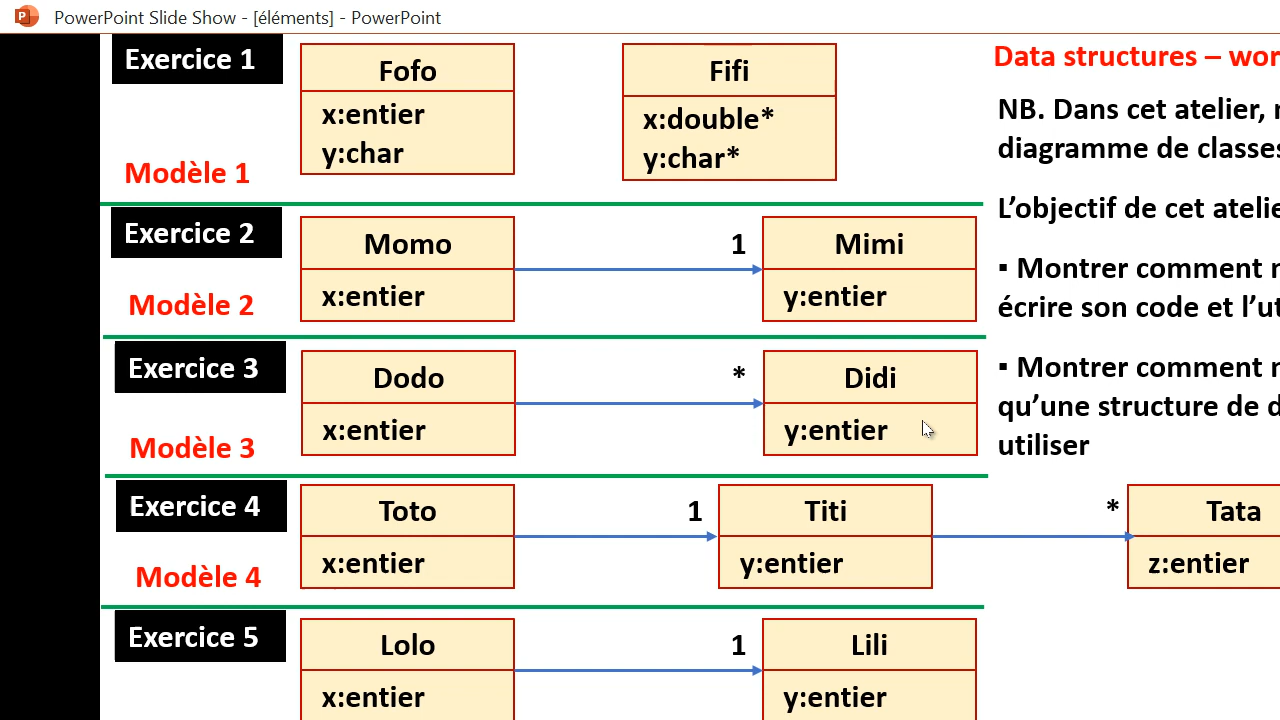 PowerPoint Slide Show - [éléments] - PowerPoint
Exercice 1
Fofo
x:entier
y:char
Fifi
x:double*
y:char*
Modèle 1
Exercice 2
Momo
x:entier
1
Mimi
y:entier
Modèle 2
Exercice 3
Dodo
x:entier
*
Didi
y:entier
Modèle 3
Exercice 4
Toto
x:entier
1
Titi
y:entier
*
Tata
z:entier
Modèle 4
Exercice 5
Lolo
x:entier
1
Lili
y:entier
Data structures –
NB. Dans cet atelier,
diagramme de
L’objectif de cet
▪ Montrer comment
écrire son code et
▪ Montrer comment
qu’une structure de
utiliser